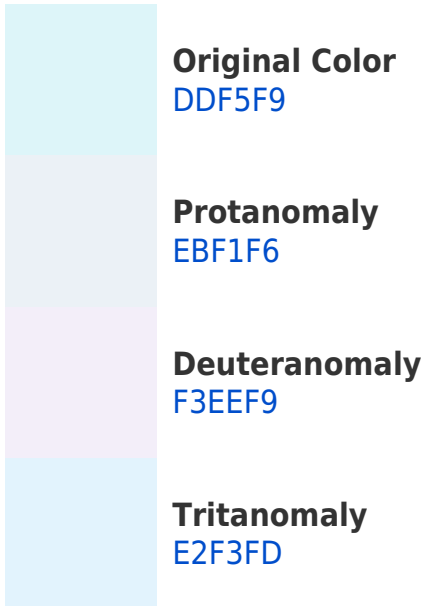 Original Color
DDF5F9
Protanomaly
EBF1F6
Deuteranomaly
F3EEF9
Tritanomaly
E2F3FD